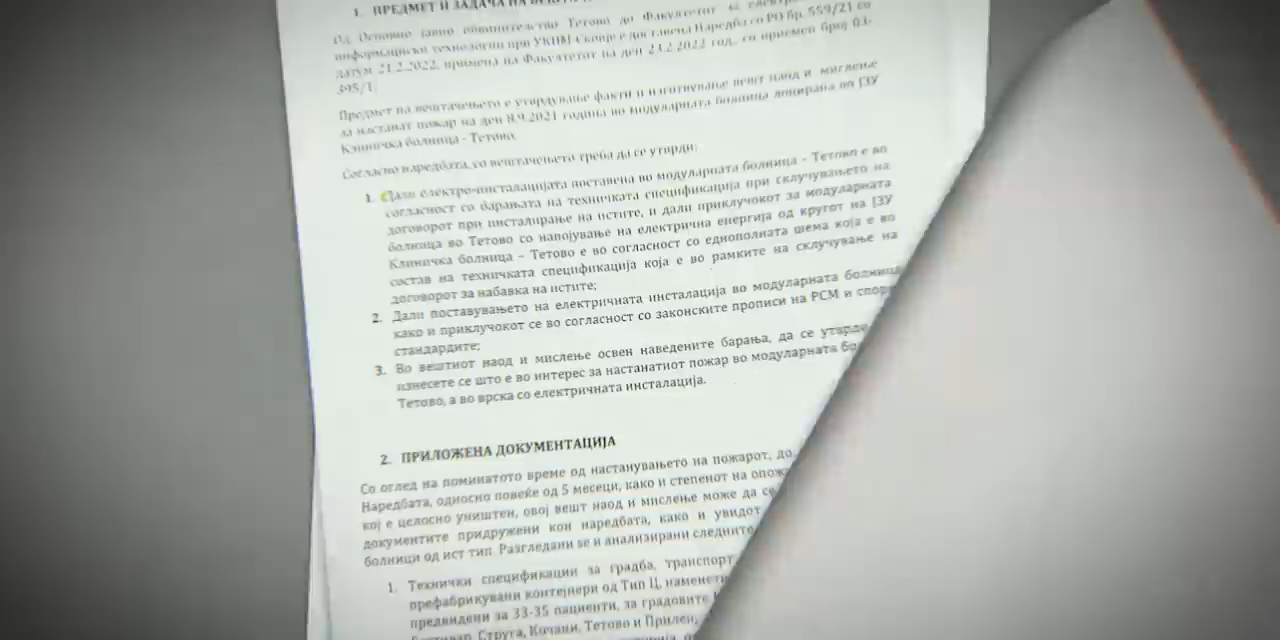 1. ПРЕДМЕТ И ЗАДАЧА НА
Од Основно јавно обвинителство Тетово до Факултетот за
информациски технологии при УКИМ Скопје е доставена Наредба со РО бр. 559/21 со
датум 21.2.2022, примена на Факултетот на ден 23.2.2022 год., со приемен број 03-
395/1.
Предмет на вештачењето е утврдување факти и изготвување вешт наод и мислење
за настанат пожар на ден 8.9.2021 година во модуларната болница лоцирана во ЈЗУ
Клиничка болница - Тетово.
Согласно наредбата, со вештачењето треба да се утврди:
1. Дали електро-инсталацијата поставена во модуларната болница - Тетово е во
согласност со барањата на техничката спецификација при склучувањето на
договорот при инсталирање на истите, и дали приклучокот за модуларната
болница во Тетово со напојување на електрична енергија од кругот на ЈЗУ
Клиничка болница – Тетово е во согласност со еднополната шема која е во
состав на техничката спецификација која е во рамките на склучување на
договорот за набавка на истите;
2. Дали поставувањето на електричната инсталација во модуларната болница
како и приклучокот се во согласност со законските прописи на РСМ и
стандардите;
3. Во вештиот наод и мислење освен наведените барања, да се
изнесете се што е во интерес за настанатиот пожар во модуларната
Тетово, а во врска со електричната инсталација.
2. ПРИЛОЖЕНА ДОКУМЕНТАЦИЈА
Со оглед на поминатото време од настанувањето на пожарот, до
Наредбата, односно повеќе од 5 месеци, како и степенот на
кој е целосно уништен, овој вешт наод и мислење може да се
документите придружени кон наредбата, како и увидот
болници од ист тип. Разгледани се и анализирани следните
1. Технички спецификации за градба, транспорт
префабрикувани контејнери од Тип Ц,
предвидени за 33-35 пациенти, за градовите
Струга, Кочани, Тетово и Прилеп,